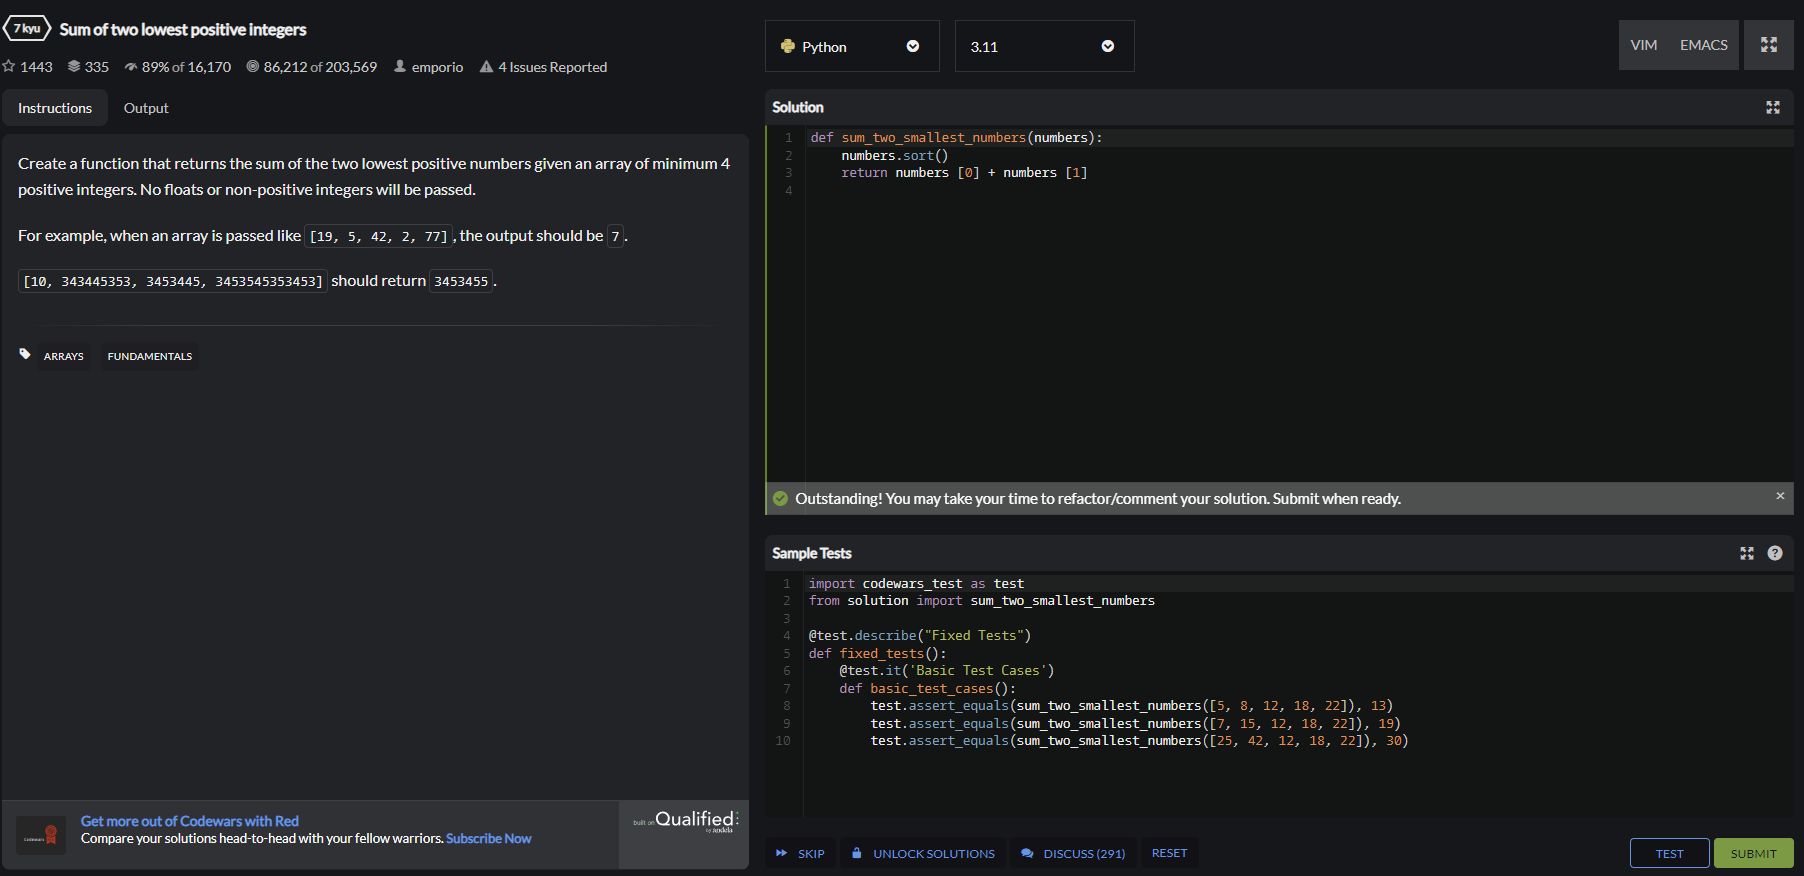 7 kyu Sum of two lowest positive integers
1443 335 89% of 16,170 86,212 of 203,569 emporio 4 Issues Reported
Instructions Output
Create a function that returns the sum of the two lowest positive numbers given an array of minimum 4
positive integers. No floats or non-positive integers will be passed.
For example, when an array is passed like [19, 5, 42, 2, 77], the output should be 7.
[10, 343445353, 3453445, 3453545353453] should return 3453455.
ARRAYS FUNDAMENTALS
Get more out of Codewars with Red
Compare your solutions head-to-head with your fellow warriors. Subscribe Now
Codewars
built on Qualified
by Andela
Python 3.11 VIM EMACS
Solution
1 def sum_two_smallest_numbers(numbers):
2     numbers.sort()
3     return numbers [0] + numbers [1]
4
Outstanding! You may take your time to refactor/comment your solution. Submit when ready. ×
Sample Tests ?
1 import codewars_test as test
2 from solution import sum_two_smallest_numbers
3
4 @test.describe("Fixed Tests")
5 def fixed_tests():
6     @test.it('Basic Test Cases')
7     def basic_test_cases():
8         test.assert_equals(sum_two_smallest_numbers([5, 8, 12, 18, 22]), 13)
9         test.assert_equals(sum_two_smallest_numbers([7, 15, 12, 18, 22]), 19)
10         test.assert_equals(sum_two_smallest_numbers([25, 42, 12, 18, 22]), 30)
SKIP UNLOCK SOLUTIONS DISCUSS (291) RESET TEST SUBMIT